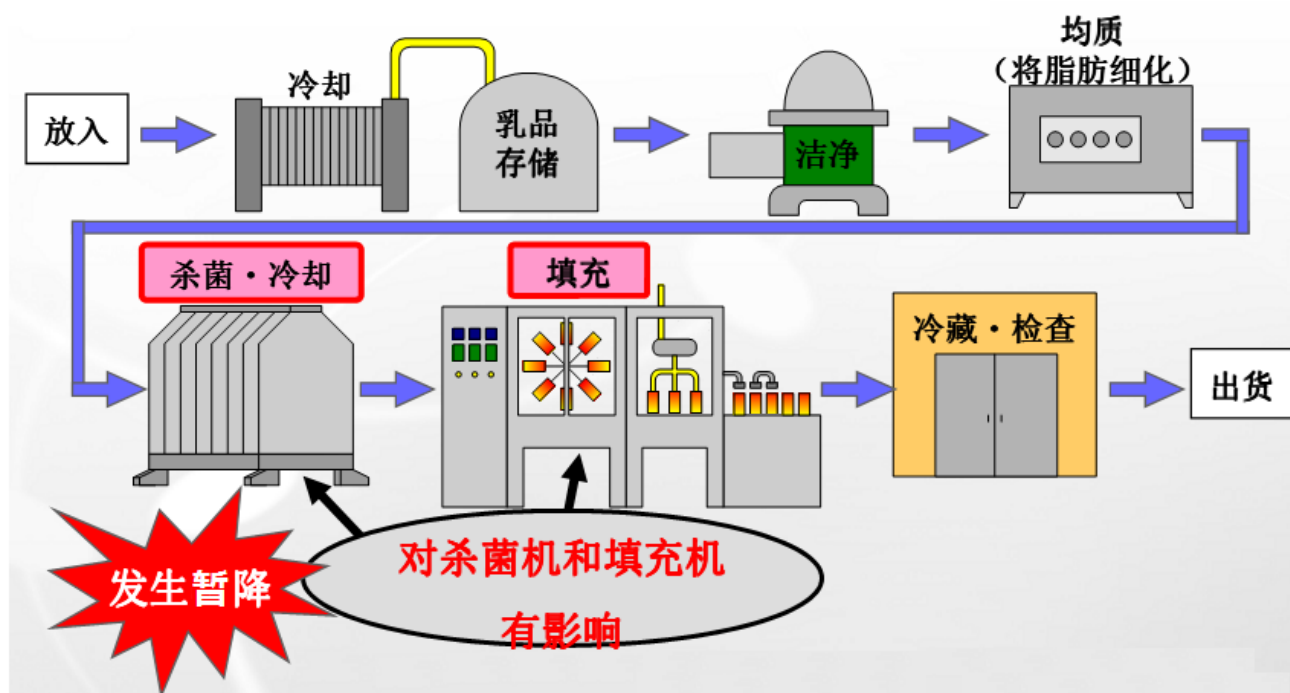 放入
冷却
乳品
存储
洁净
均质
（将脂肪细化）
杀菌·冷却
填充
冷藏·检查
出货
发生暂降
对杀菌机和填充机
有影响